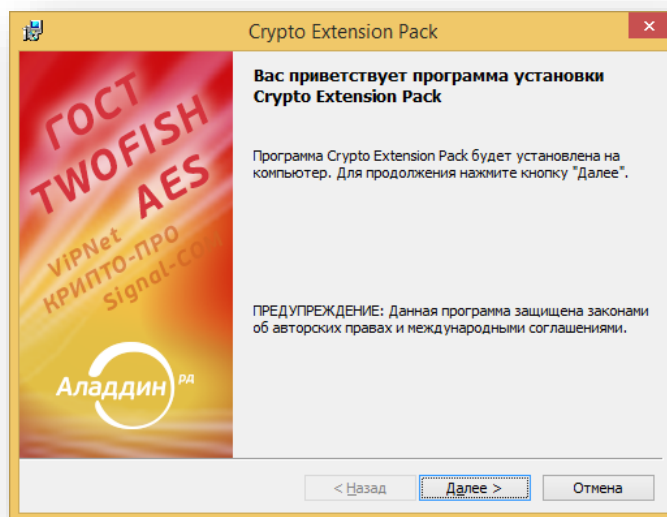 Crypto Extension Pack
ГОСТ
TWOFISH
AES
ViPNet
КРИПТО-ПРО
Signal-COM
Аладдин РД
Вас приветствует программа установки
Crypto Extension Pack
Программа Crypto Extension Pack будет установлена на
компьютер. Для продолжения нажмите кнопку "Далее".
ПРЕДУПРЕЖДЕНИЕ: Данная программа защищена законами
об авторских правах и международными соглашениями.
< Назад
Далее >
Отмена